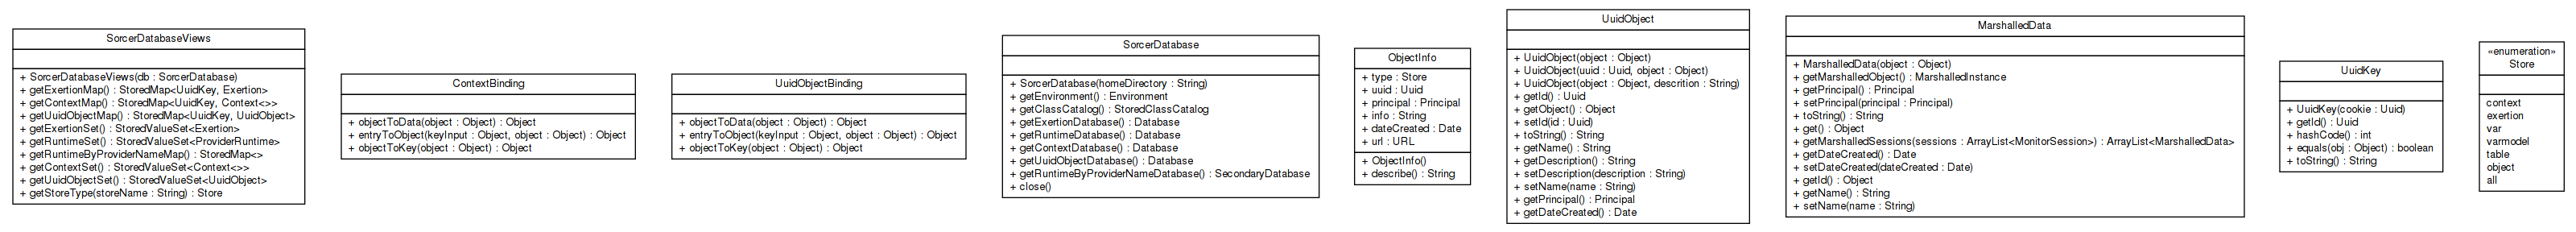 SorcerDatabaseViews
+ SorcerDatabaseViews(db : SorcerDatabase)
+ getExertionMap() : StoredMap<UuidKey, Exertion>
+ getContextMap() : StoredMap<UuidKey, Context<>>
+ getUuidObjectMap() : StoredMap<UuidKey, UuidObject>
+ getExertionSet() : StoredValueSet<Exertion>
+ getRuntimeSet() : StoredValueSet<ProviderRuntime>
+ getRuntimeByProviderNameMap() : StoredMap<>
+ getContextSet() : StoredValueSet<Context<>>
+ getUuidObjectSet() : StoredValueSet<UuidObject>
+ getStoreType(storeName : String) : Store
ContextBinding
+ objectToData(object : Object) : Object
+ entryToObject(keyInput : Object, object : Object) : Object
+ objectToKey(object : Object) : Object
UuidObjectBinding
+ objectToData(object : Object) : Object
+ entryToObject(keyInput : Object, object : Object) : Object
+ objectToKey(object : Object) : Object
SorcerDatabase
+ SorcerDatabase(homeDirectory : String)
+ getEnvironment() : Environment
+ getClassCatalog() : StoredClassCatalog
+ getExertionDatabase() : Database
+ getRuntimeDatabase() : Database
+ getContextDatabase() : Database
+ getUuidObjectDatabase() : Database
+ getRuntimeByProviderNameDatabase() : SecondaryDatabase
+ close()
ObjectInfo
+ type : Store
+ uuid : Uuid
+ principal : Principal
+ info : String
+ dateCreated : Date
+ url : URL
+ ObjectInfo()
+ describe() : String
UuidObject
+ UuidObject(object : Object)
+ UuidObject(uuid : Uuid, object : Object)
+ UuidObject(object : Object, descrition : String)
+ getId() : Uuid
+ getObject() : Object
+ setId(id : Uuid)
+ toString() : String
+ getName() : String
+ getDescription() : String
+ setDescription(description : String)
+ setName(name : String)
+ getPrincipal() : Principal
+ getDateCreated() : Date
MarshalledData
+ MarshalledData(object : Object)
+ getMarshalledObject() : MarshalledInstance
+ getPrincipal() : Principal
+ setPrincipal(principal : Principal)
+ toString() : String
+ get() : Object
+ getMarshalledSessions(sessions : ArrayList<MonitorSession>) : ArrayList<MarshalledData>
+ getDateCreated() : Date
+ setDateCreated(dateCreated : Date)
+ getId() : Object
+ getName() : String
+ setName(name : String)
UuidKey
+ UuidKey(cookie : Uuid)
+ getId() : Uuid
+ hashCode() : int
+ equals(obj : Object) : boolean
+ toString() : String
«enumeration»
Store
context
exertion
var
varmodel
table
object
all